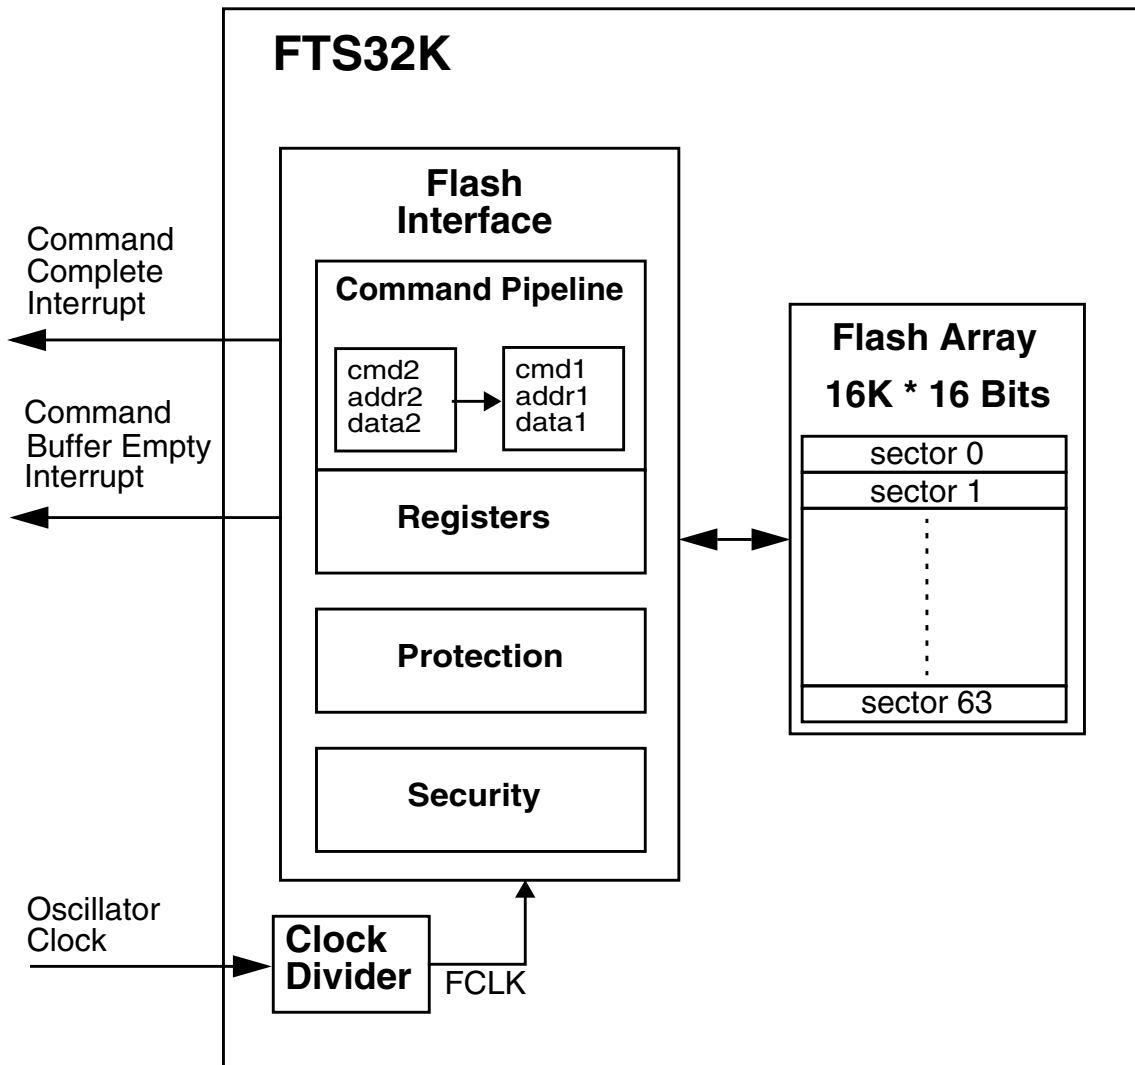 FTS32K
Flash
Interface
Command
Complete
Interrupt
Command Pipeline
cmd2
addr2
data2
cmd1
addr1
data1
Command
Buffer Empty
Interrupt
Registers
Protection
Security
Flash Array
16K * 16 Bits
sector 0
sector 1
sector 63
Oscillator
Clock
Clock
Divider
FCLK